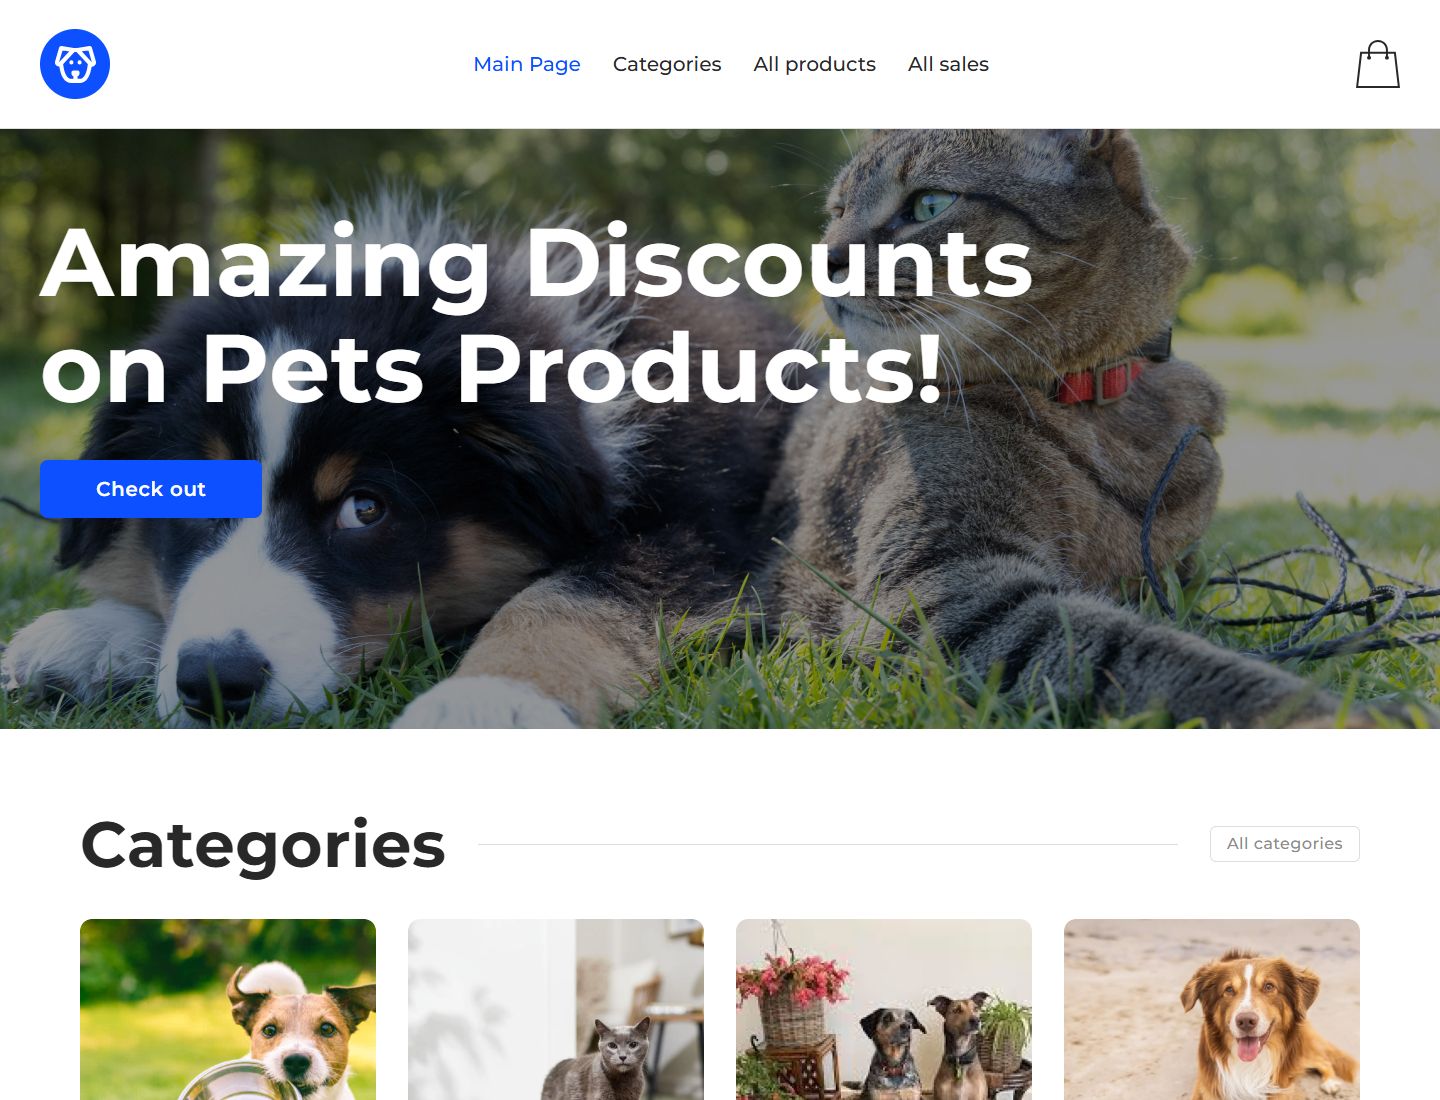 Main Page
Categories
All products
All sales
Amazing Discounts
on Pets Products!
Check out
Categories
All categories